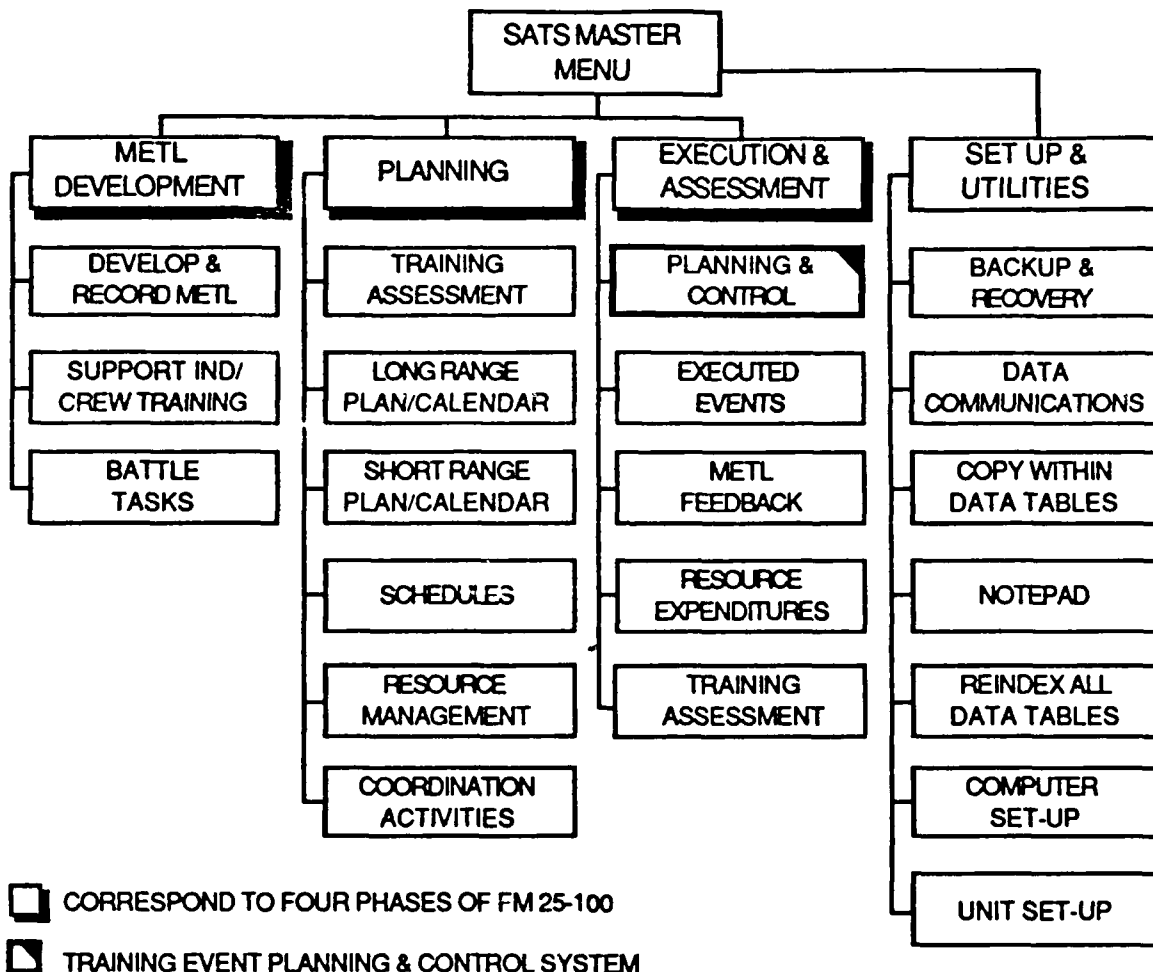 SATS MASTER
MENU
METL
DEVELOPMENT
DEVELOP &
RECORD METL
SUPPORT IND/
CREW TRAINING
BATTLE
TASKS
PLANNING
TRAINING
ASSESSMENT
LONG RANGE
PLAN/CALENDAR
SHORT RANGE
PLAN/CALENDAR
SCHEDULES
RESOURCE
MANAGEMENT
COORDINATION
ACTIVITIES
EXECUTION &
ASSESSMENT
PLANNING &
CONTROL
EXECUTED
EVENTS
METL
FEEDBACK
RESOURCE
EXPENDITURES
TRAINING
ASSESSMENT
SET UP &
UTILITIES
BACKUP &
RECOVERY
DATA
COMMUNICATIONS
COPY WITHIN
DATA TABLES
NOTEPAD
REINDEX ALL
DATA TABLES
COMPUTER
SET-UP
UNIT SET-UP
CORRESPOND TO FOUR PHASES OF FM 25-100
TRAINING EVENT PLANNING & CONTROL SYSTEM